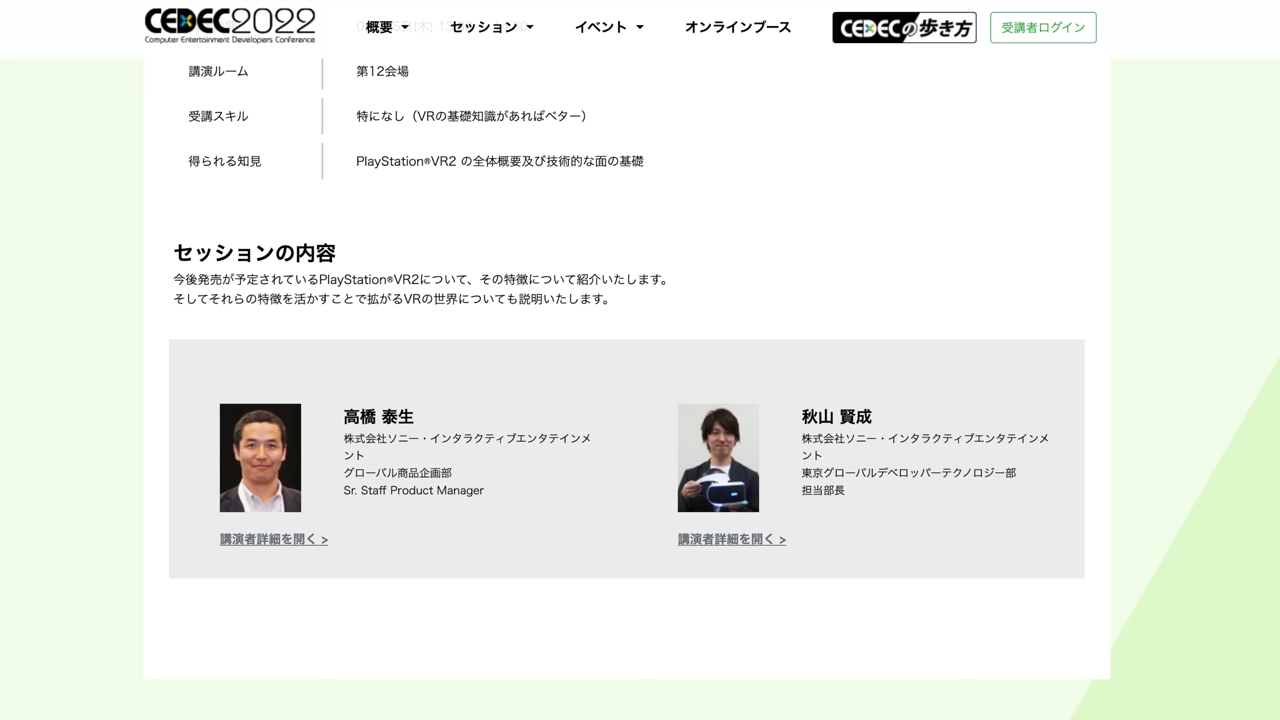 CEDEC2022
Computer Entertainment Developers Conference
概要
セッション
イベント
オンラインブース
CEDECの歩き方
受講者ログイン
講演ルーム
第12会場
受講スキル
特になし（VRの基礎知識があればベター）
得られる知見
PlayStation®VR2 の全体概要及び技術的な面の基礎
セッションの内容
今後発売が予定されているPlayStation®VR2について、その特徴について紹介いたします。
そしてそれらの特徴を活かすことで拡がるVRの世界についても説明いたします。
高橋 泰生
株式会社ソニー・インタラクティブエンタテインメ
ント
グローバル商品企画部
Sr. Staff Product Manager
講演者詳細を開く >
秋山 賢成
株式会社ソニー・インタラクティブエンタテインメ
ント
東京グローバルデベロッパーテクノロジー部
担当部長
講演者詳細を開く >